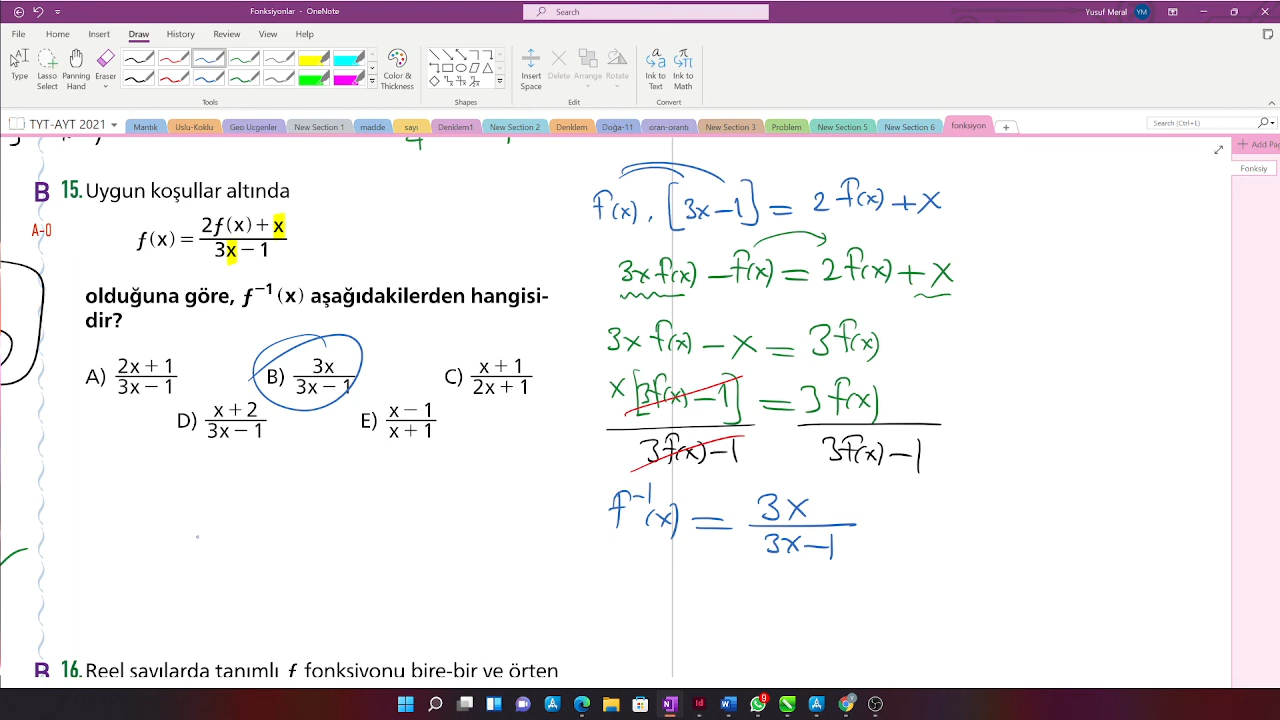 Fonksiyonlar - OneNote
Search
Yusuf Meral YM
File Home Insert Draw History Review View Help
Type
Lasso Select
Panning Hand
Eraser
Color & Thickness
Insert Space
Delete
Arrange
Rotate
Ink to Text
Ink to Math
Tools
Shapes
Edit
Convert
TYT-AYT 2021
Mantık Uslu-Koklu Geo Ucgenler New Section 1 madde sayı Denklem1 New Section 2 Denklem Doğa-11 oran-orantı New Section 3 Problem New Section 5 New Section 6 fonksiyon +
Search (Ctrl+E)
Add Pag
Fonksiy
B 15. Uygun koşullar altında
A-0
f(x) = (2f(x) + x)/(3x − 1)
olduğuna göre, f⁻¹(x) aşağıdakilerden hangisi-
dir?
A) (2x + 1)/(3x − 1) B) (3x)/(3x − 1) C) (x + 1)/(2x + 1)
D) (x + 2)/(3x − 1) E) (x − 1)/(x + 1)
f(x) . [3x − 1] = 2f(x) + x
3x f(x) − f(x) = 2f(x) + x
3x f(x) − x = 3f(x)
x [3f(x) − 1] = 3f(x)
3f(x) − 1 3f(x) − 1
f⁻¹(x) = 3x/(3x − 1)
B 16. Reel sayılarda tanımlı f fonksiyonu bire-bir ve örten
9